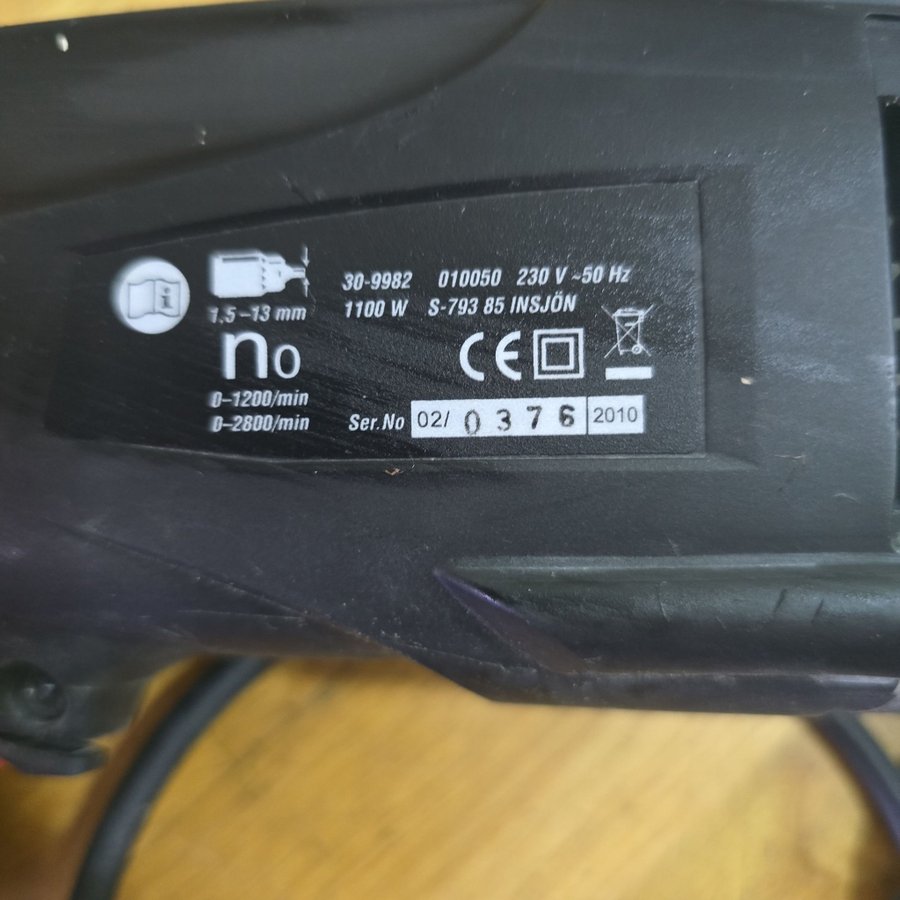 30-9982 010050 230 V ~50 Hz
1100 W S-793 85 INSJÖN
1,5–13 mm
n0
0–1200/min
0–2800/min
CE
Ser.No 02/ 0376 2010